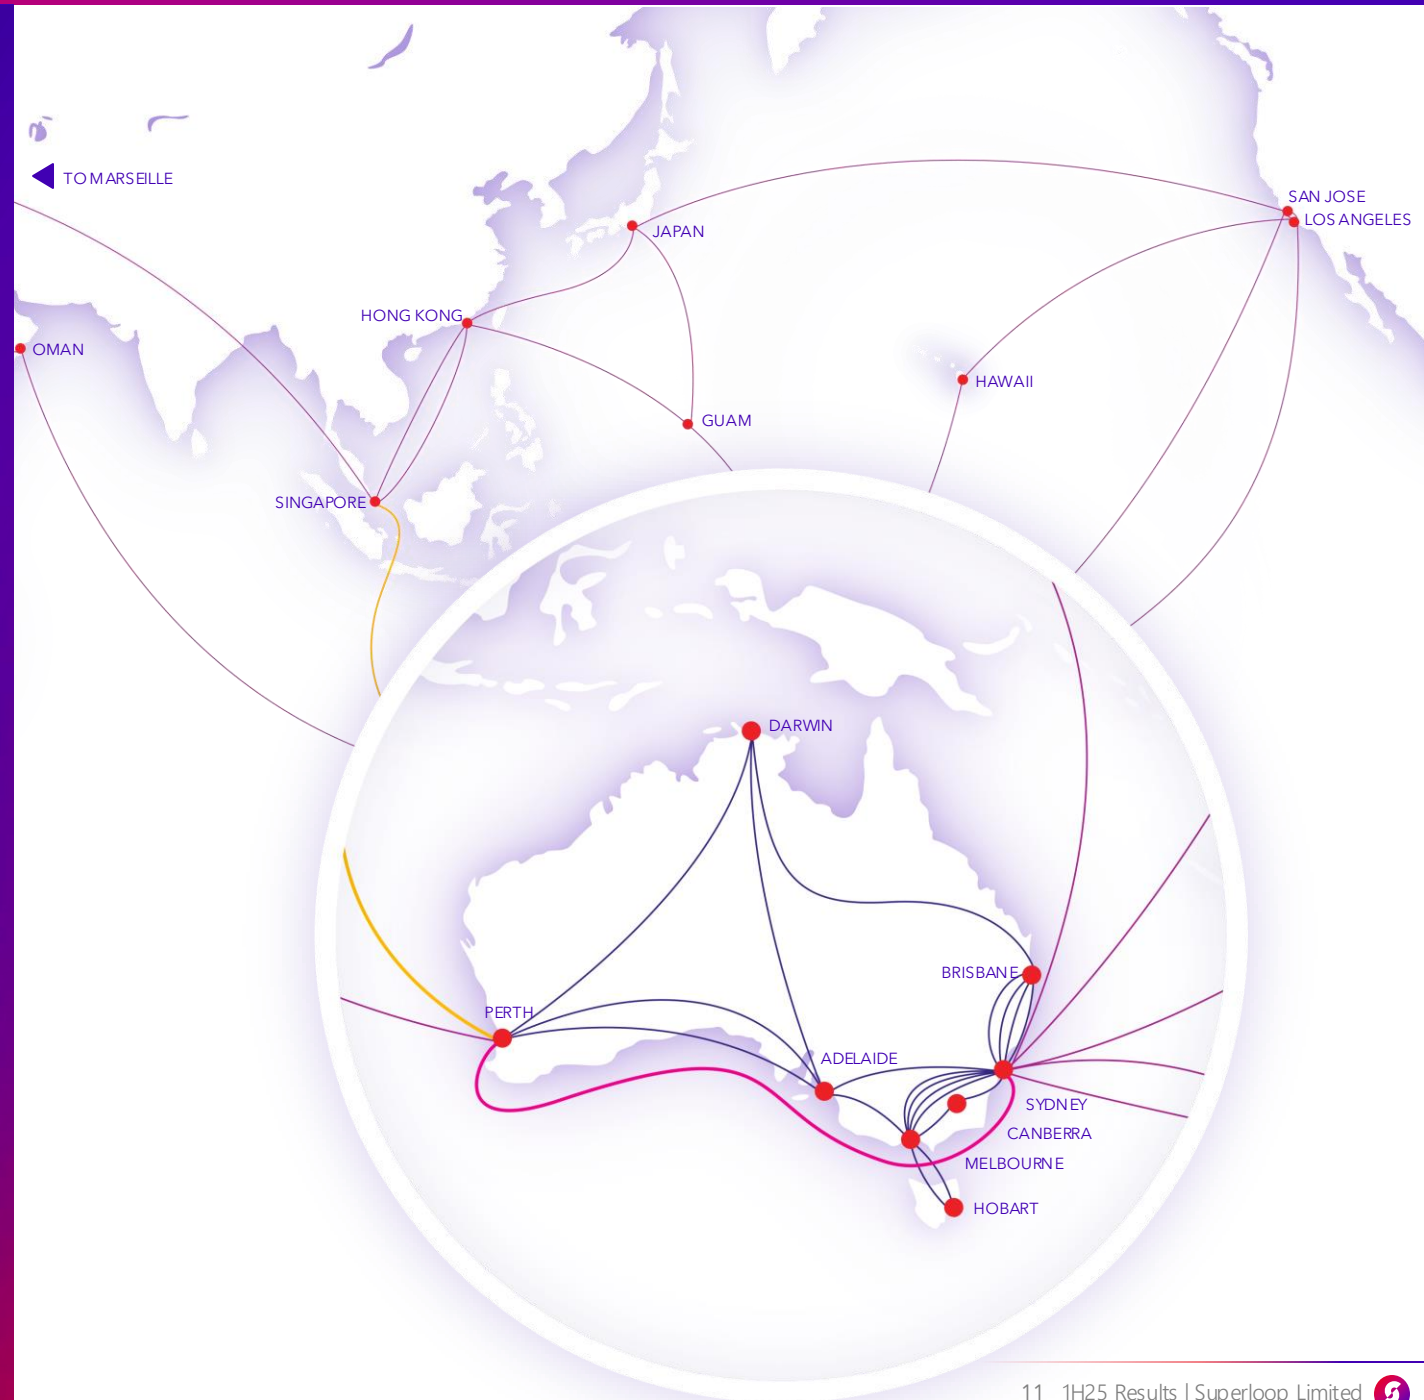 TO MARSEILLE
SAN JOSE
LOS ANGELES
JAPAN
HONG KONG
OMAN
HAWAII
GUAM
SINGAPORE
DARWIN
BRISBANE
PERTH
ADELAIDE
SYDNEY
CANBERRA
MELBOURNE
HOBART
11 1H25 Results | Superloop Limited